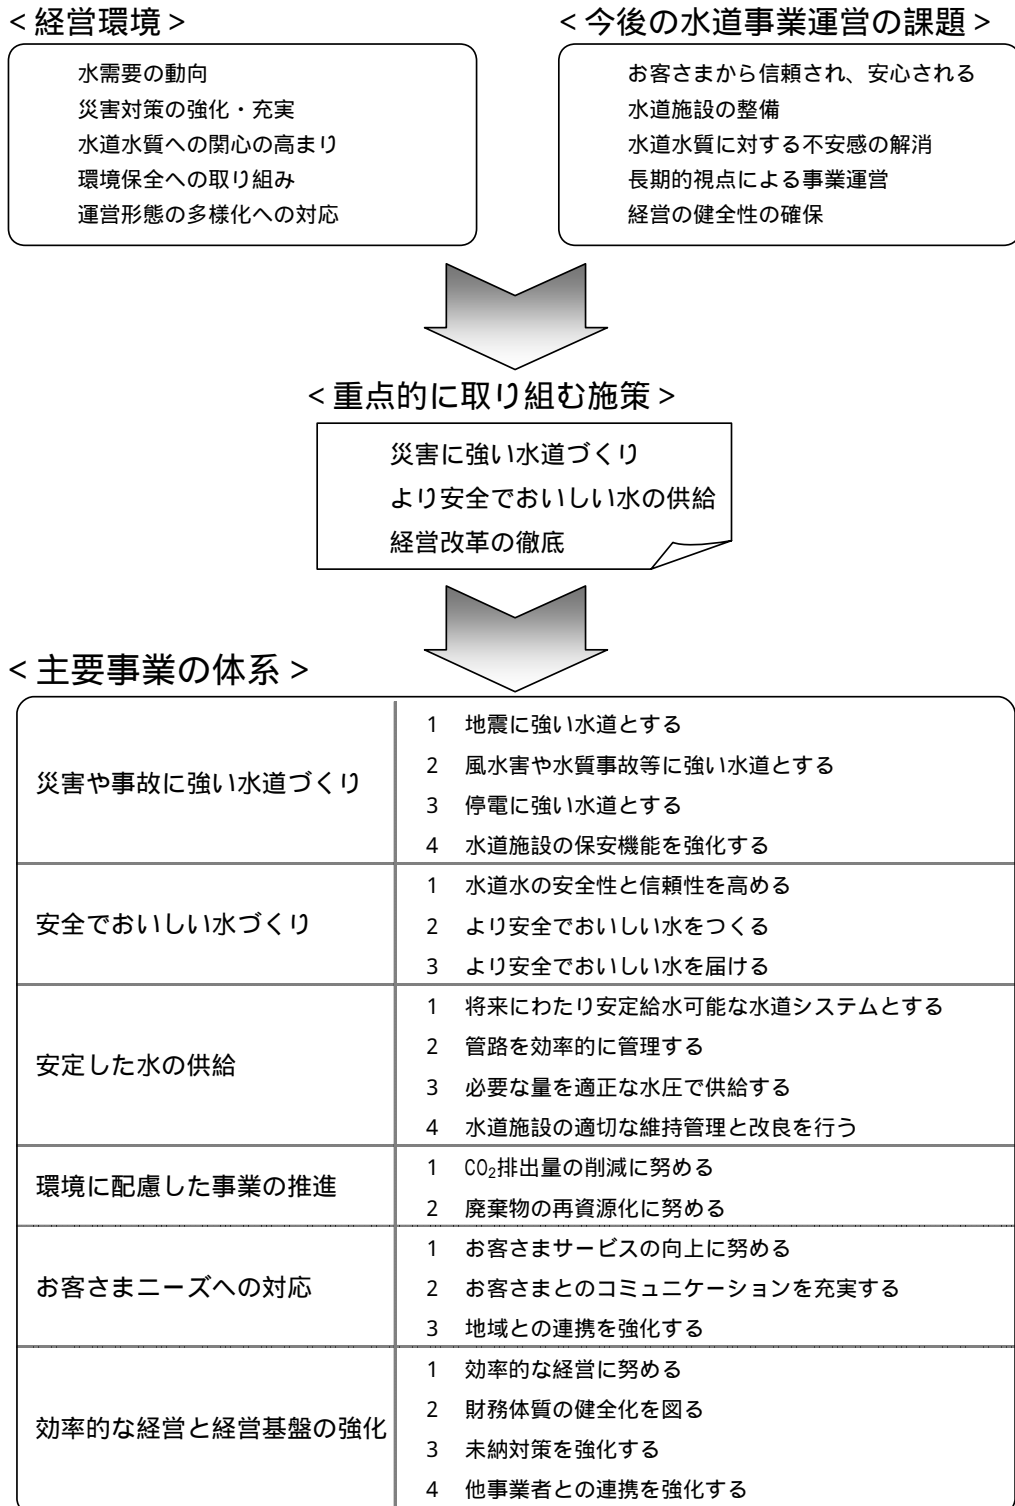 <経営環境>
水需要の動向
災害対策の強化・充実
水道水質への関心の高まり
環境保全への取り組み
運営形態の多様化への対応
<今後の水道事業運営の課題>
お客さまから信頼され、安心される
水道施設の整備
水道水質に対する不安感の解消
長期的視点による事業運営
経営の健全性の確保
<重点的に取り組む施策>
災害に強い水道づくり
より安全でおいしい水の供給
経営改革の徹底
<主要事業の体系>
災害や事故に強い水道づくり
1 地震に強い水道とする
2 風水害や水質事故等に強い水道とする
3 停電に強い水道とする
4 水道施設の保安機能を強化する
安全でおいしい水づくり
1 水道水の安全性と信頼性を高める
2 より安全でおいしい水をつくる
3 より安全でおいしい水を届ける
安定した水の供給
1 将来にわたり安定給水可能な水道システムとする
2 管路を効率的に管理する
3 必要な量を適正な水圧で供給する
4 水道施設の適切な維持管理と改良を行う
環境に配慮した事業の推進
1 CO₂排出量の削減に努める
2 廃棄物の再資源化に努める
お客さまニーズへの対応
1 お客さまサービスの向上に努める
2 お客さまとのコミュニケーションを充実する
3 地域との連携を強化する
効率的な経営と経営基盤の強化
1 効率的な経営に努める
2 財務体質の健全化を図る
3 未納対策を強化する
4 他事業者との連携を強化する